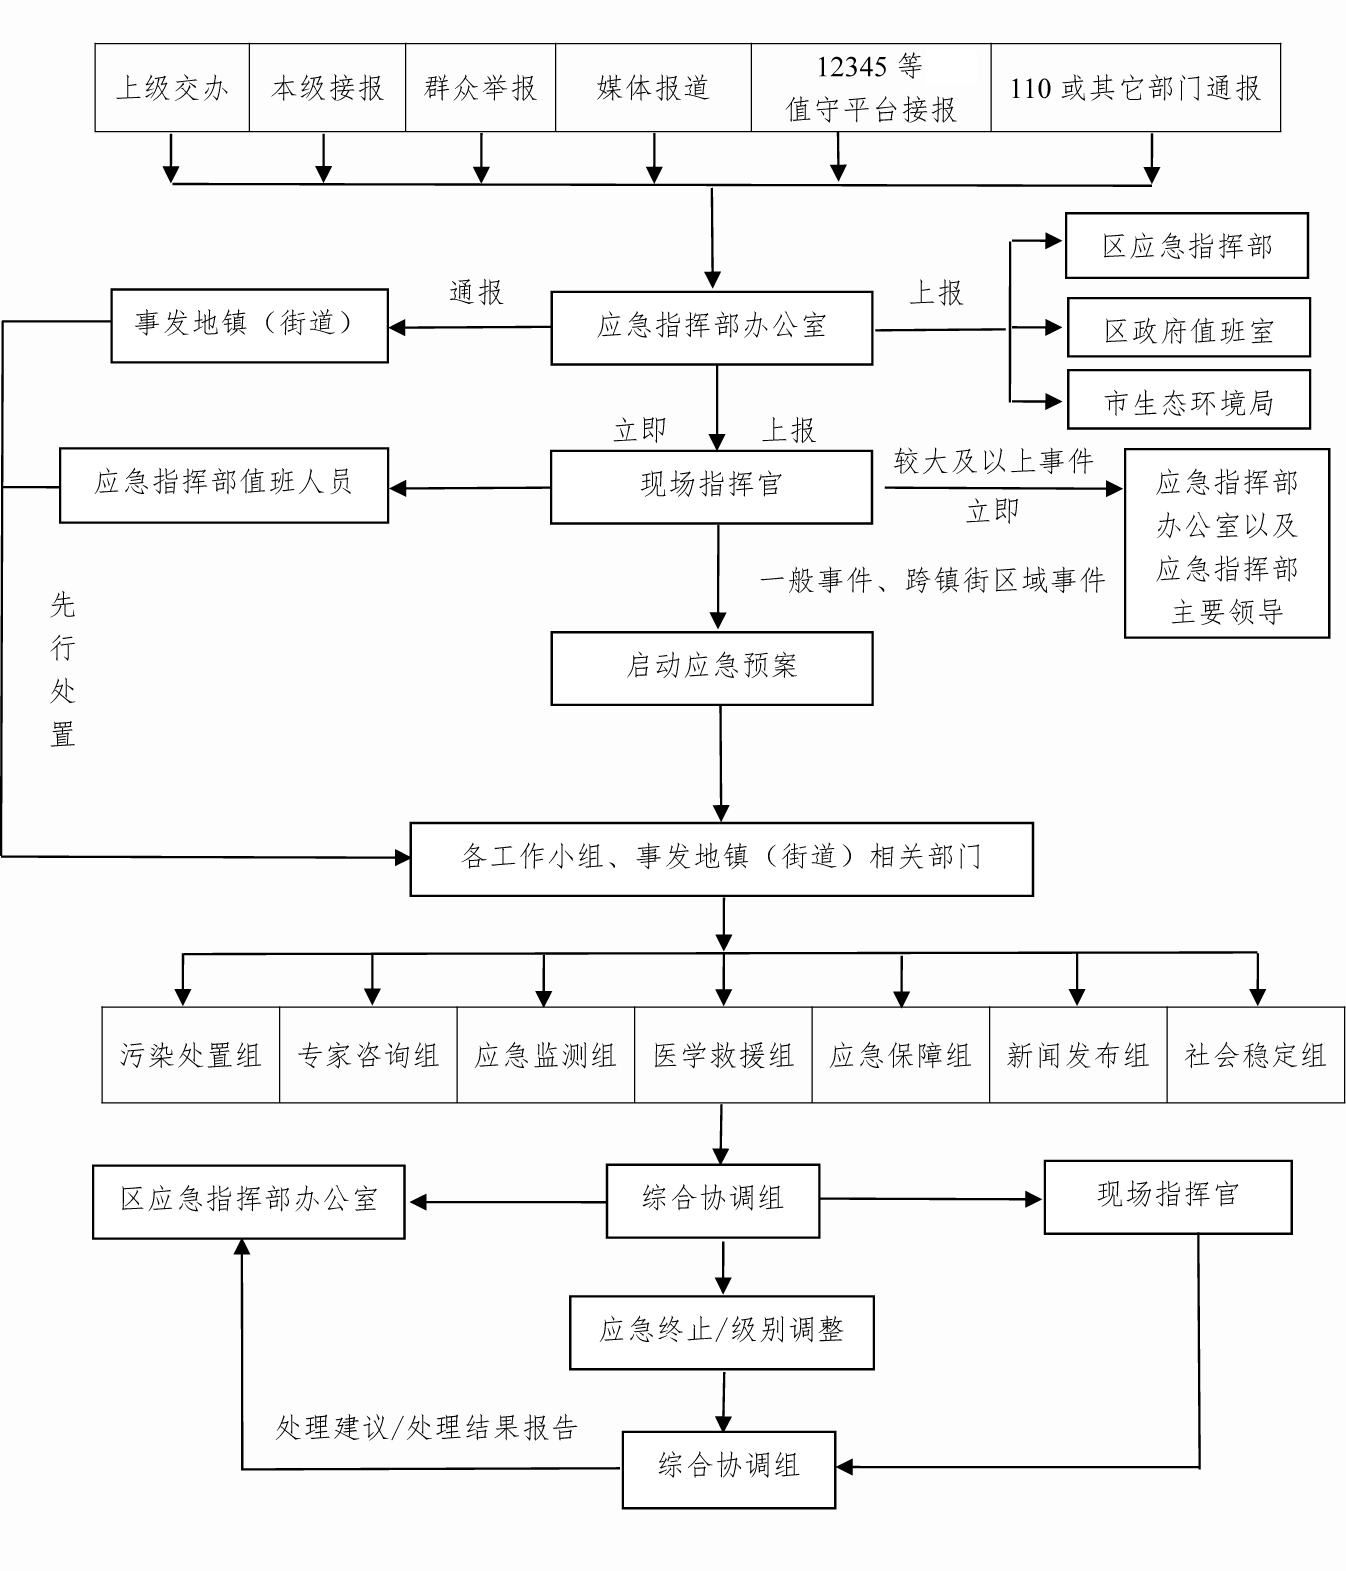 上级交办
本级接报
群众举报
媒体报道
12345 等
值守平台接报
110 或其它部门通报
区应急指挥部
通报
上报
事发地镇（街道）
应急指挥部办公室
区政府值班室
市生态环境局
立即
上报
应急指挥部值班人员
现场指挥官
较大及以上事件
立即
应急指挥部
办公室以及
应急指挥部
主要领导
一般事件、跨镇街区域事件
先
行
处
置
启动应急预案
各工作小组、事发地镇（街道）相关部门
污染处置组
专家咨询组
应急监测组
医学救援组
应急保障组
新闻发布组
社会稳定组
区应急指挥部办公室
综合协调组
现场指挥官
应急终止/级别调整
处理建议/处理结果报告
综合协调组